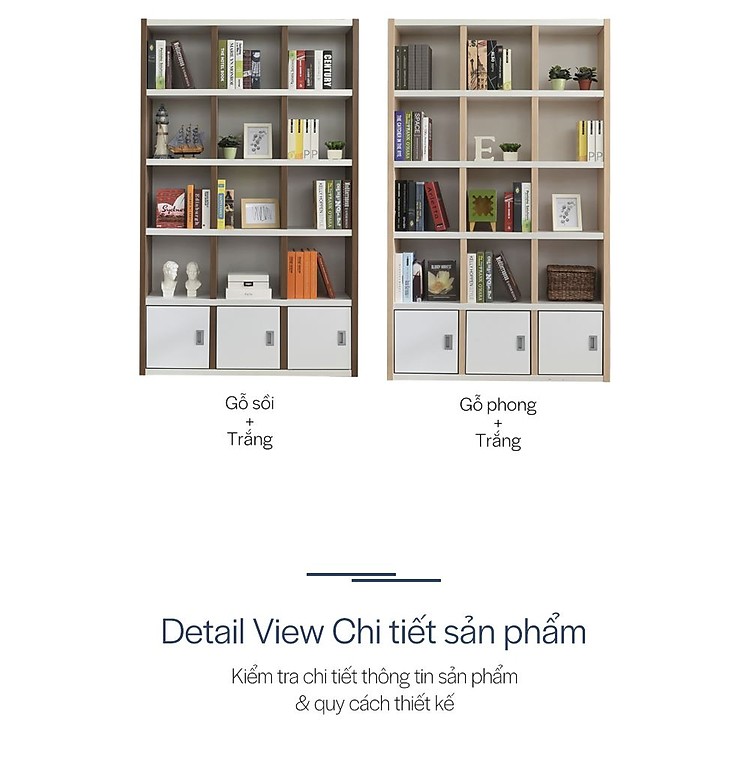 Gỗ sồi
+
Trắng
Gỗ phong
+
Trắng
Detail View Chi tiết sản phẩm
Kiểm tra chi tiết thông tin sản phẩm
& quy cách thiết kế